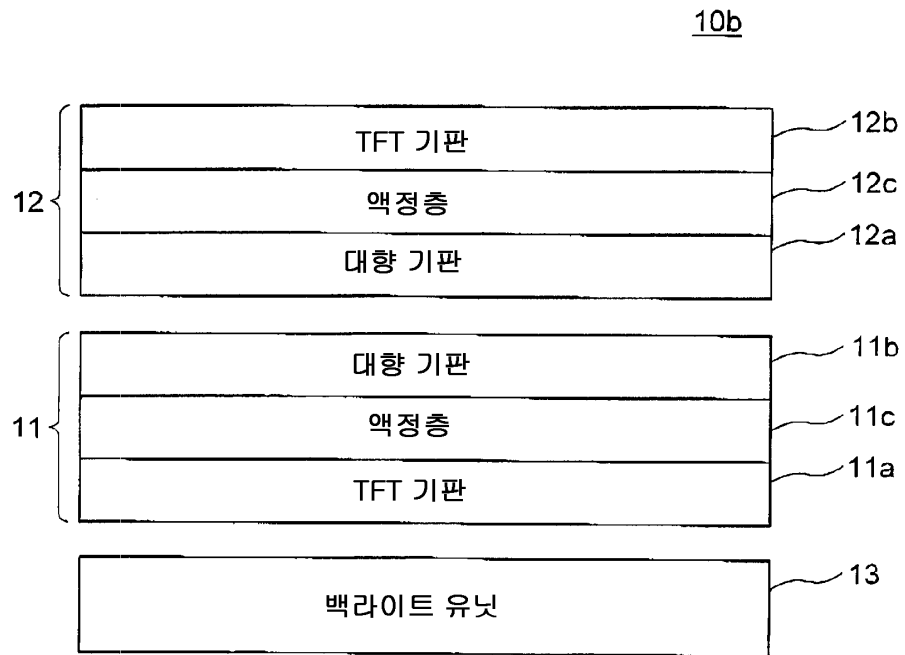 10b
TFT 기판
12b
액정층
12c
12
대향 기판
12a
대향 기판
11b
액정층
11c
11
TFT 기판
11a
백라이트 유닛
13